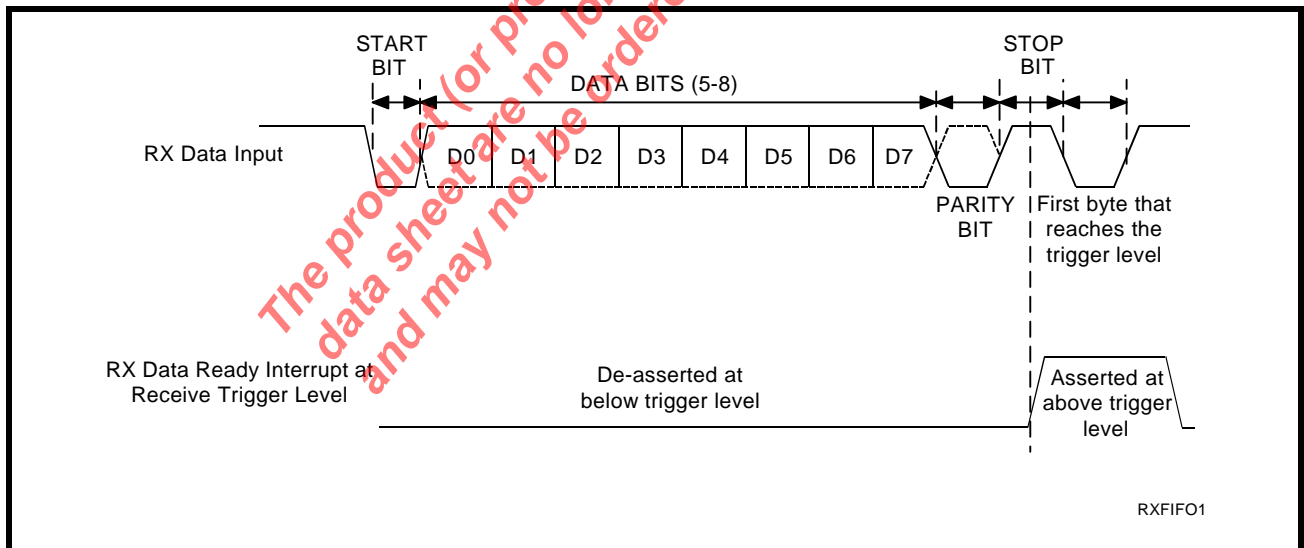 START
BIT
STOP
BIT
DATA BITS (5-8)
RX Data Input
D0 D1 D2 D3 D4 D5 D6 D7
PARITY
BIT
First byte that
reaches the
trigger level
RX Data Ready Interrupt at
Receive Trigger Level
De-asserted at
below trigger level
Asserted at
above trigger
level
RXFIFO1
The product (or pro
data sheet are no lon
and may not be ordere